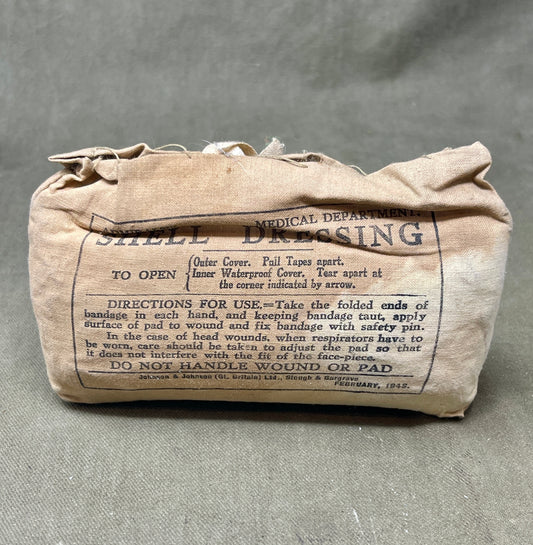 MEDICAL DEPARTMENT.
SHELL DRESSING
TO OPEN { Outer Cover. Pull Tapes apart.
Inner Waterproof Cover. Tear apart at
the corner indicated by arrow.
DIRECTIONS FOR USE.=Take the folded ends of
bandage in each hand, and keeping bandage taut, apply
surface of pad to wound and fix bandage with safety pin.
In the case of head wounds, when respirators have to
be worn, care should be taken to adjust the pad so that
it does not interfere with the fit of the face-piece.
DO NOT HANDLE WOUND OR PAD
Johnson & Johnson (Gt. Britain) Ltd., Slough & Gargrave
FEBRUARY, 1945.